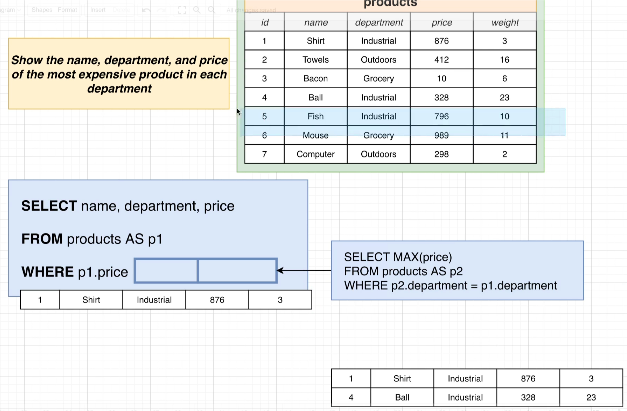 products
id name department price weight
1 Shirt Industrial 876 3
2 Towels Outdoors 412 16
3 Bacon Grocery 10 6
4 Ball Industrial 328 23
5 Fish Industrial 796 10
6 Mouse Grocery 989 11
7 Computer Outdoors 298 2
Show the name, department, and price
of the most expensive product in each
department
SELECT name, department, price
FROM products AS p1
WHERE p1.price
SELECT MAX(price)
FROM products AS p2
WHERE p2.department = p1.department
1 Shirt Industrial 876 3
1 Shirt Industrial 876 3
4 Ball Industrial 328 23